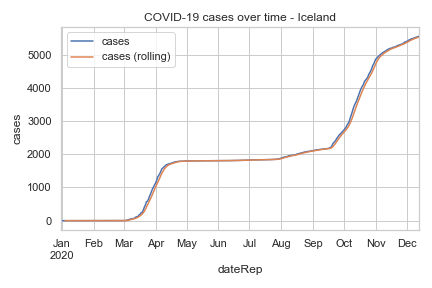 COVID-19 cases over time - Iceland
cases
cases (rolling)
cases
5000
4000
3000
2000
1000
0
Jan Feb Mar Apr May Jun Jul Aug Sep Oct Nov Dec
2020
dateRep